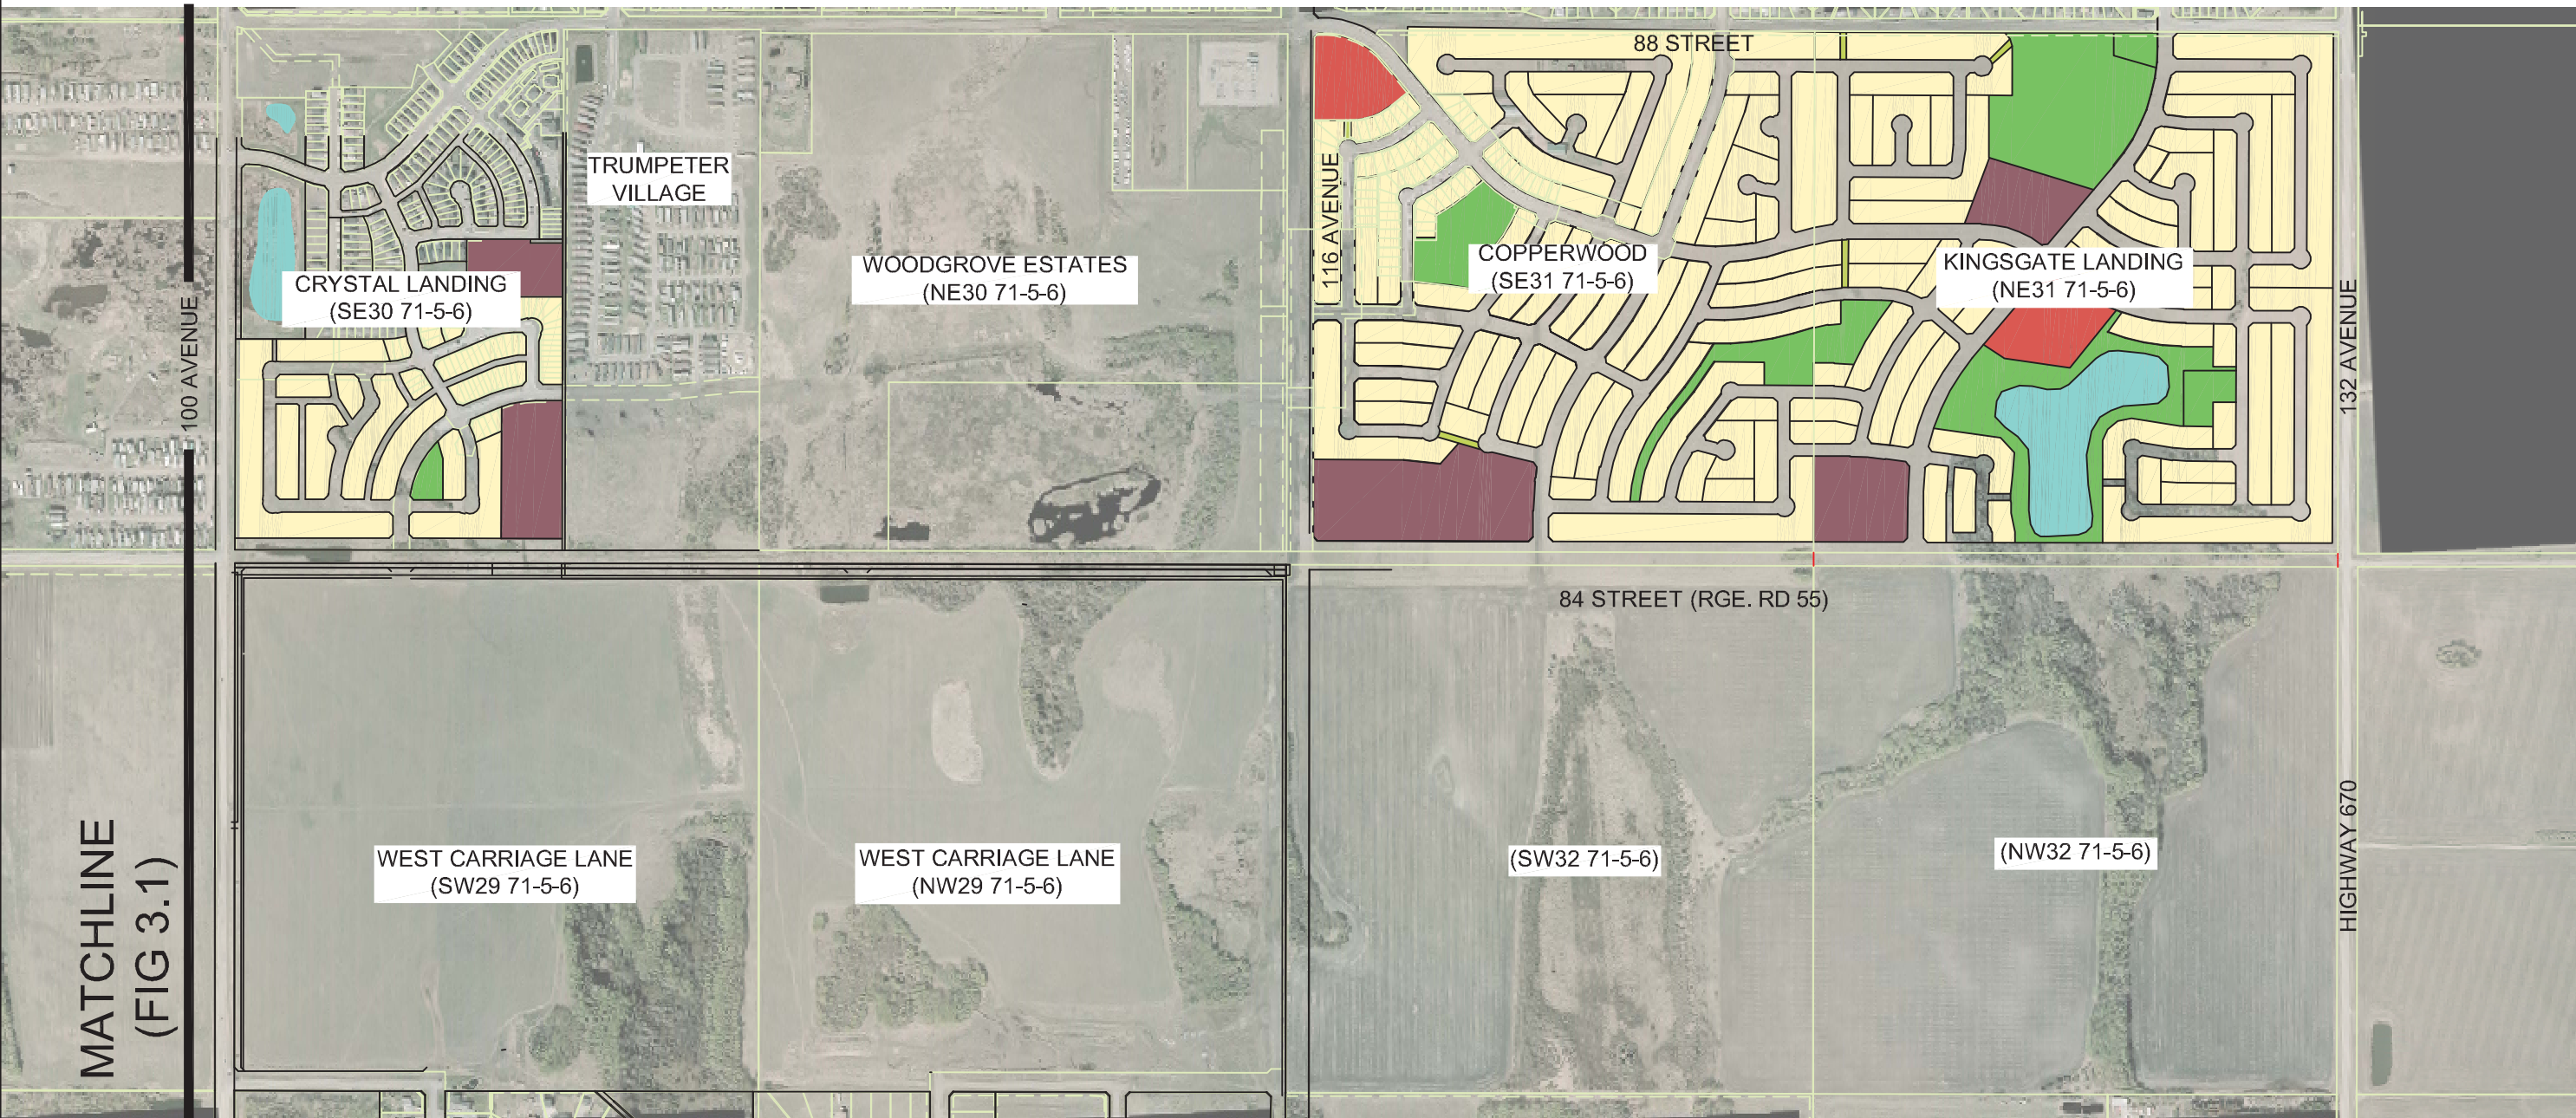 88 STREET
TRUMPETER
VILLAGE
116 AVENUE
WOODGROVE ESTATES
(NE30 71-5-6)
COPPERWOOD
(SE31 71-5-6)
KINGSGATE LANDING
(NE31 71-5-6)
CRYSTAL LANDING
(SE30 71-5-6)
100 AVENUE
132 AVENUE
84 STREET (RGE. RD 55)
MATCHLINE
(FIG 3.1)
WEST CARRIAGE LANE
(SW29 71-5-6)
WEST CARRIAGE LANE
(NW29 71-5-6)
(SW32 71-5-6)
(NW32 71-5-6)
HIGHWAY 670